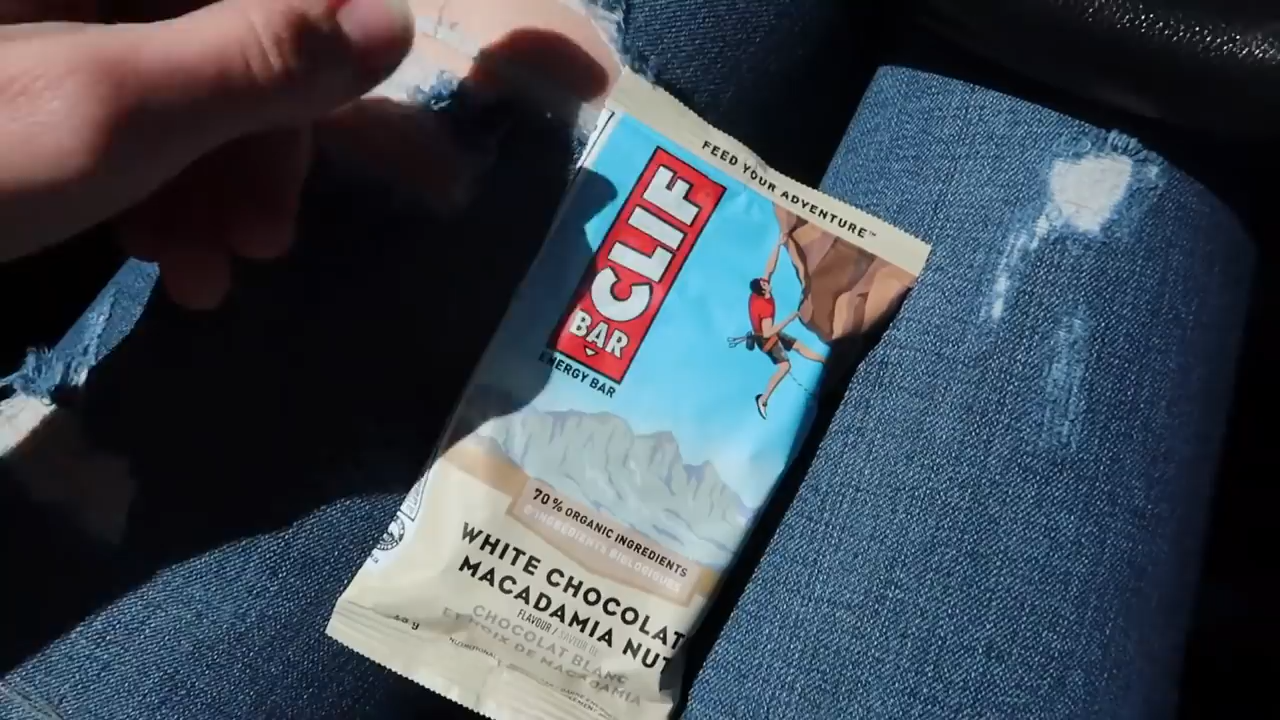 FEED YOUR ADVENTURE™
CLIF
BAR
ENERGY BAR
70% ORGANIC INGREDIENTS
D'INGRÉDIENTS BIOLOGIQUES
WHITE CHOCOLAT
MACADAMIA NUT
FLAVOUR / SAVEUR DE
CHOCOLAT BLANC
ET NOIX DE MACADAMIA